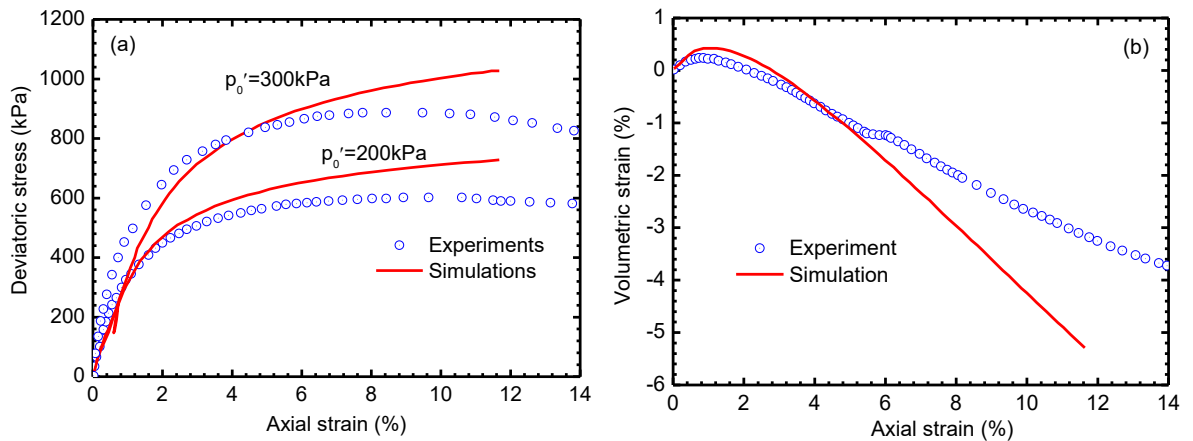 (a)
1200
1000
800
600
400
200
0
Deviatoric stress (kPa)
p₀′=300kPa
p₀′=200kPa
Experiments
Simulations
0 2 4 6 8 10 12 14
Axial strain (%)
(b)
1
0
-1
-2
-3
-4
-5
-6
Volumetric strain (%)
Experiment
Simulation
0 2 4 6 8 10 12 14
Axial strain (%)